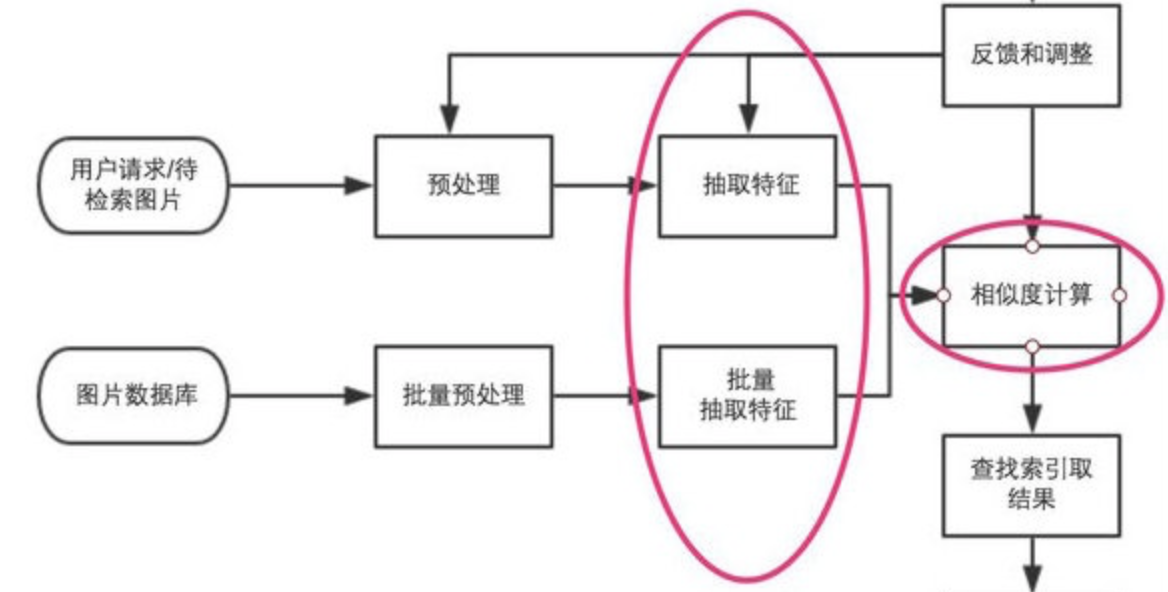 反馈和调整
用户请求/待
检索图片
预处理
抽取特征
相似度计算
图片数据库
批量预处理
批量
抽取特征
查找索引取
结果